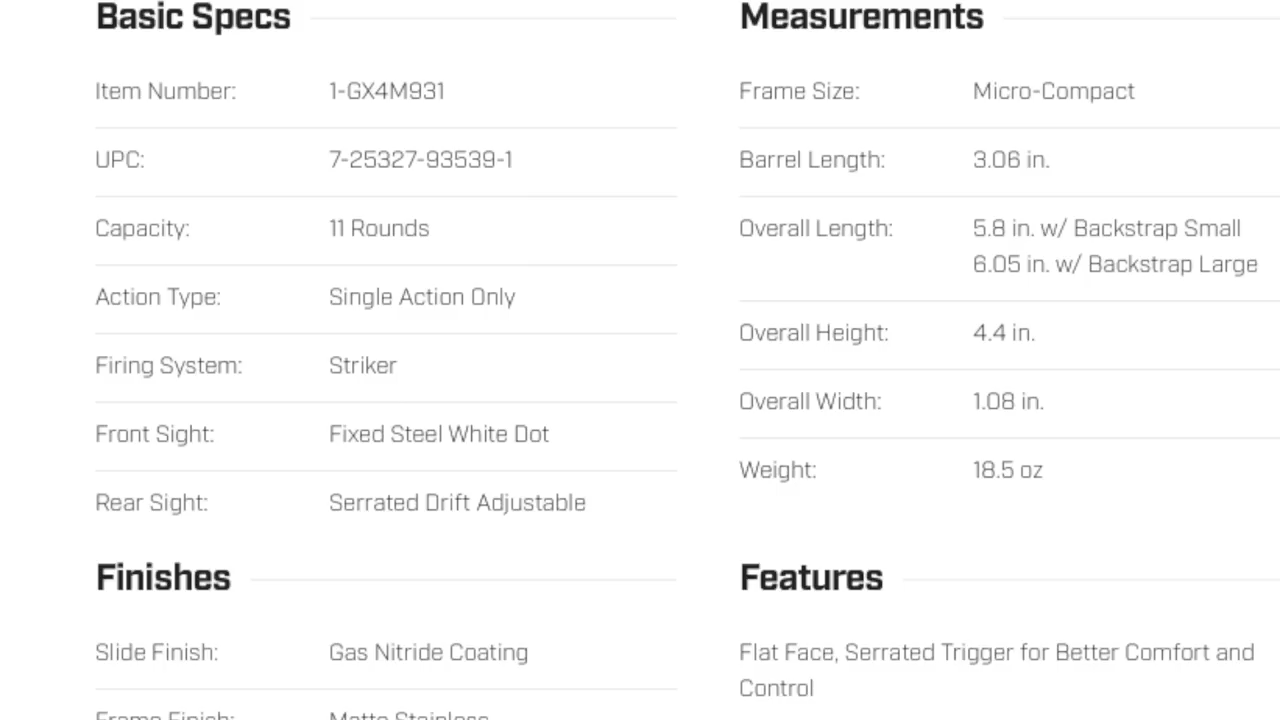 Basic Specs
Item Number: 1-GX4M931
UPC: 7-25327-93539-1
Capacity: 11 Rounds
Action Type: Single Action Only
Firing System: Striker
Front Sight: Fixed Steel White Dot
Rear Sight: Serrated Drift Adjustable
Measurements
Frame Size: Micro-Compact
Barrel Length: 3.06 in.
Overall Length: 5.8 in. w/ Backstrap Small
6.05 in. w/ Backstrap Large
Overall Height: 4.4 in.
Overall Width: 1.08 in.
Weight: 18.5 oz
Finishes
Slide Finish: Gas Nitride Coating
Frame Finish: Matte Stainless
Features
Flat Face, Serrated Trigger for Better Comfort and
Control